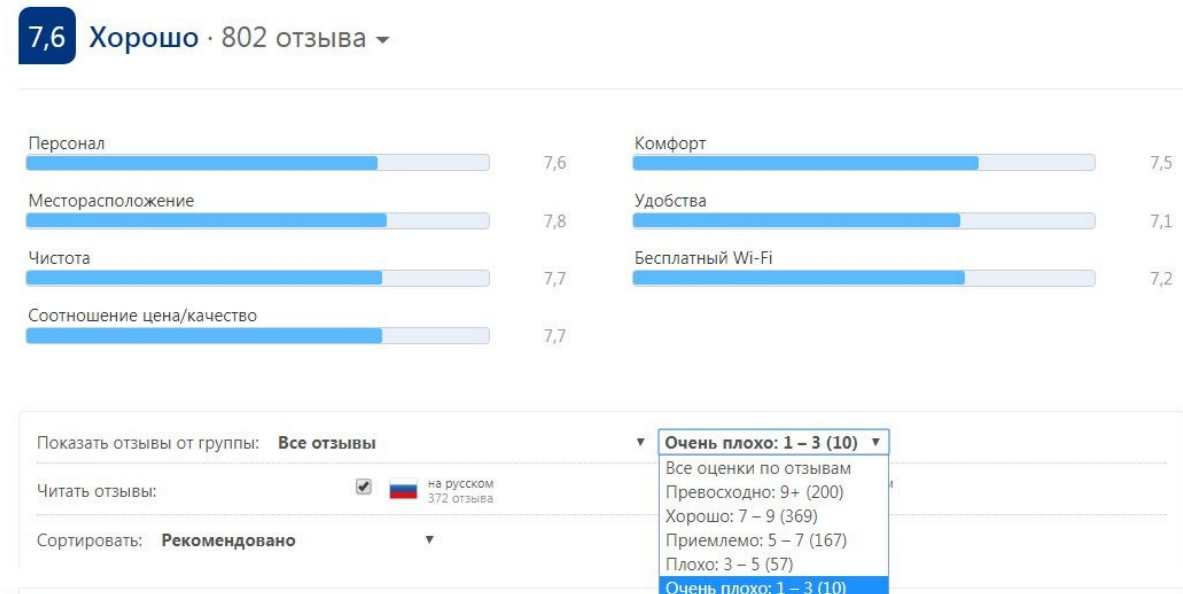 7,6 Хорошо · 802 отзыва
Персонал 7,6
Комфорт 7,5
Месторасположение 7,8
Удобства 7,1
Чистота 7,7
Бесплатный Wi-Fi 7,2
Соотношение цена/качество 7,7
Показать отзывы от группы: Все отзывы ▼ Очень плохо: 1 – 3 (10) ▼
Все оценки по отзывам
Читать отзывы: на русском
372 отзыва
Превосходно: 9+ (200)
Хорошо: 7 – 9 (369)
Сортировать: Рекомендовано ▼
Приемлемо: 5 – 7 (167)
Плохо: 3 – 5 (57)
Очень плохо: 1 – 3 (10)